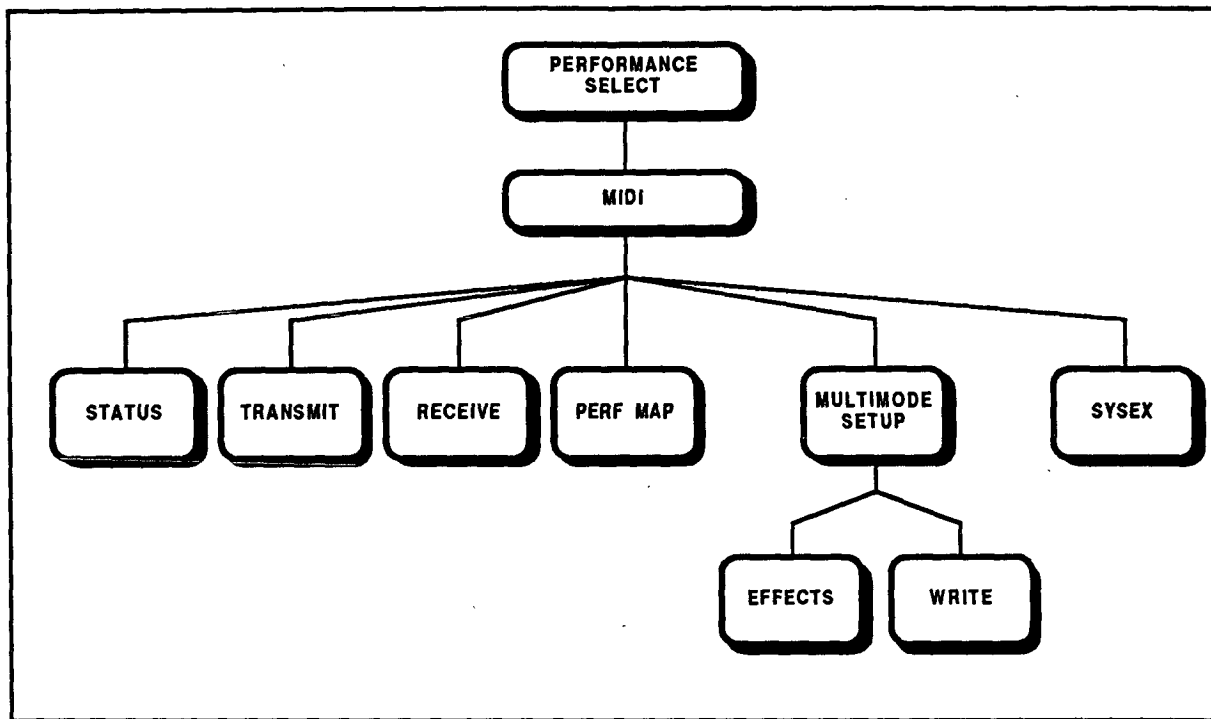 PERFORMANCE
SELECT
MIDI
STATUS
TRANSMIT
RECEIVE
PERF MAP
MULTIMODE
SETUP
SYSEX
EFFECTS
WRITE